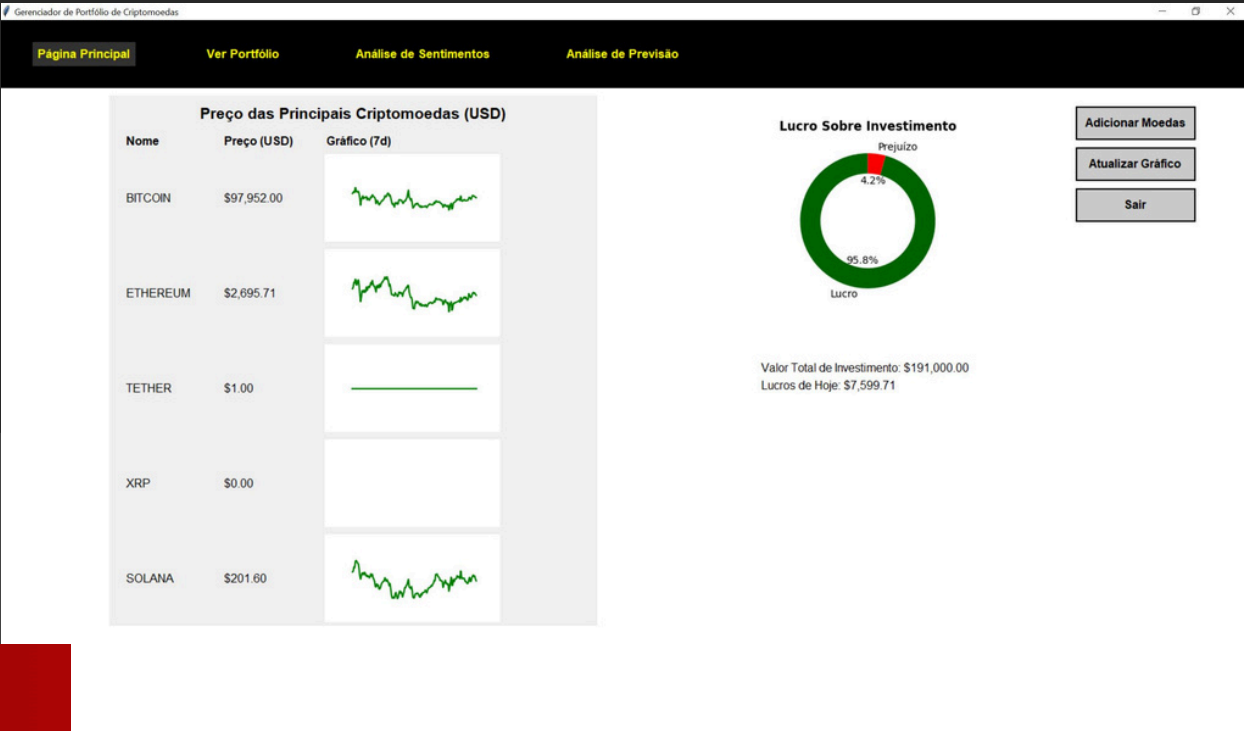 Gerenciador de Portfólio de Criptomoedas
Página Principal Ver Portfólio Análise de Sentimentos Análise de Previsão
Preço das Principais Criptomoedas (USD)
Nome Preço (USD) Gráfico (7d)
BITCOIN $97,952.00
ETHEREUM $2,695.71
TETHER $1.00
XRP $0.00
SOLANA $201.60
Lucro Sobre Investimento
Prejuízo
4.2%
95.8%
Lucro
Valor Total de Investimento: $191,000.00
Lucros de Hoje: $7,599.71
Adicionar Moedas
Atualizar Gráfico
Sair